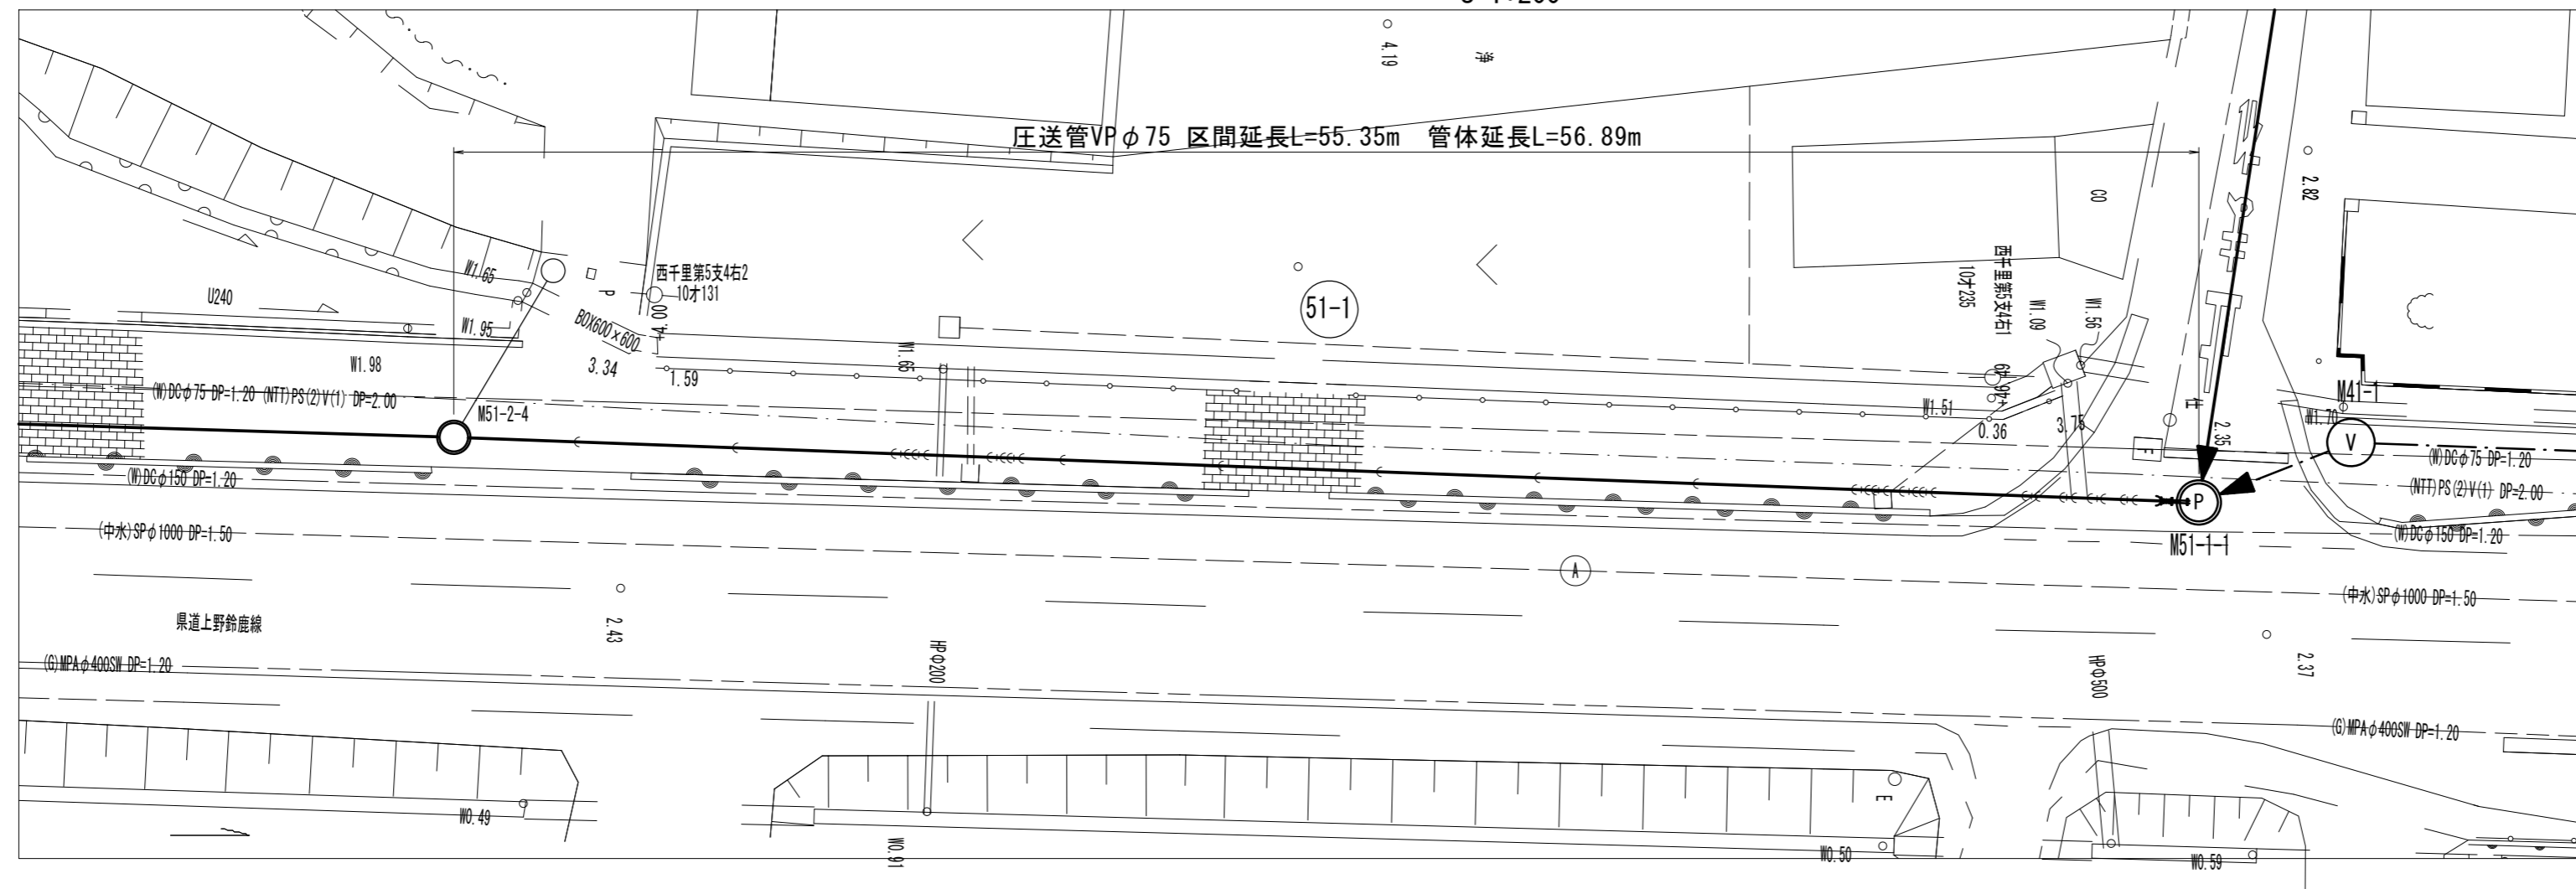 4.19
浄
圧送管VPφ75 区間延長L=55.35m 管体延長L=56.89m
CO
2.82
W1.65
U240
W1.95
W1.98
P
BOX600×600
3.34
4.00
西千里第5支4右2
10才131
1.59
W1.65
51-1
西千里第5支4右1
10才235
W1.09
W1.56
W1.51
0.36
3.75
2.35
M41-1
W1.70
V
(W)DCφ75 DP=1.20 (NTT)PS(2)V(1) DP=2.00
M51-2-4
(W)DCφ75 DP=1.20
(NTT)PS(2)V(1) DP=2.00
(W)DCφ150 DP=1.20
P
(W)DCφ150 DP=1.20
M51-1-1
(中水)SPφ1000 DP=1.50
A
(中水)SPφ1000 DP=1.50
県道上野鈴鹿線
2.43
HPφ200
HPφ500
2.37
(G)MPAφ400SW DP=1.20
(G)MPAφ400SW DP=1.20
E
W0.49
W0.91
W0.50
W0.59